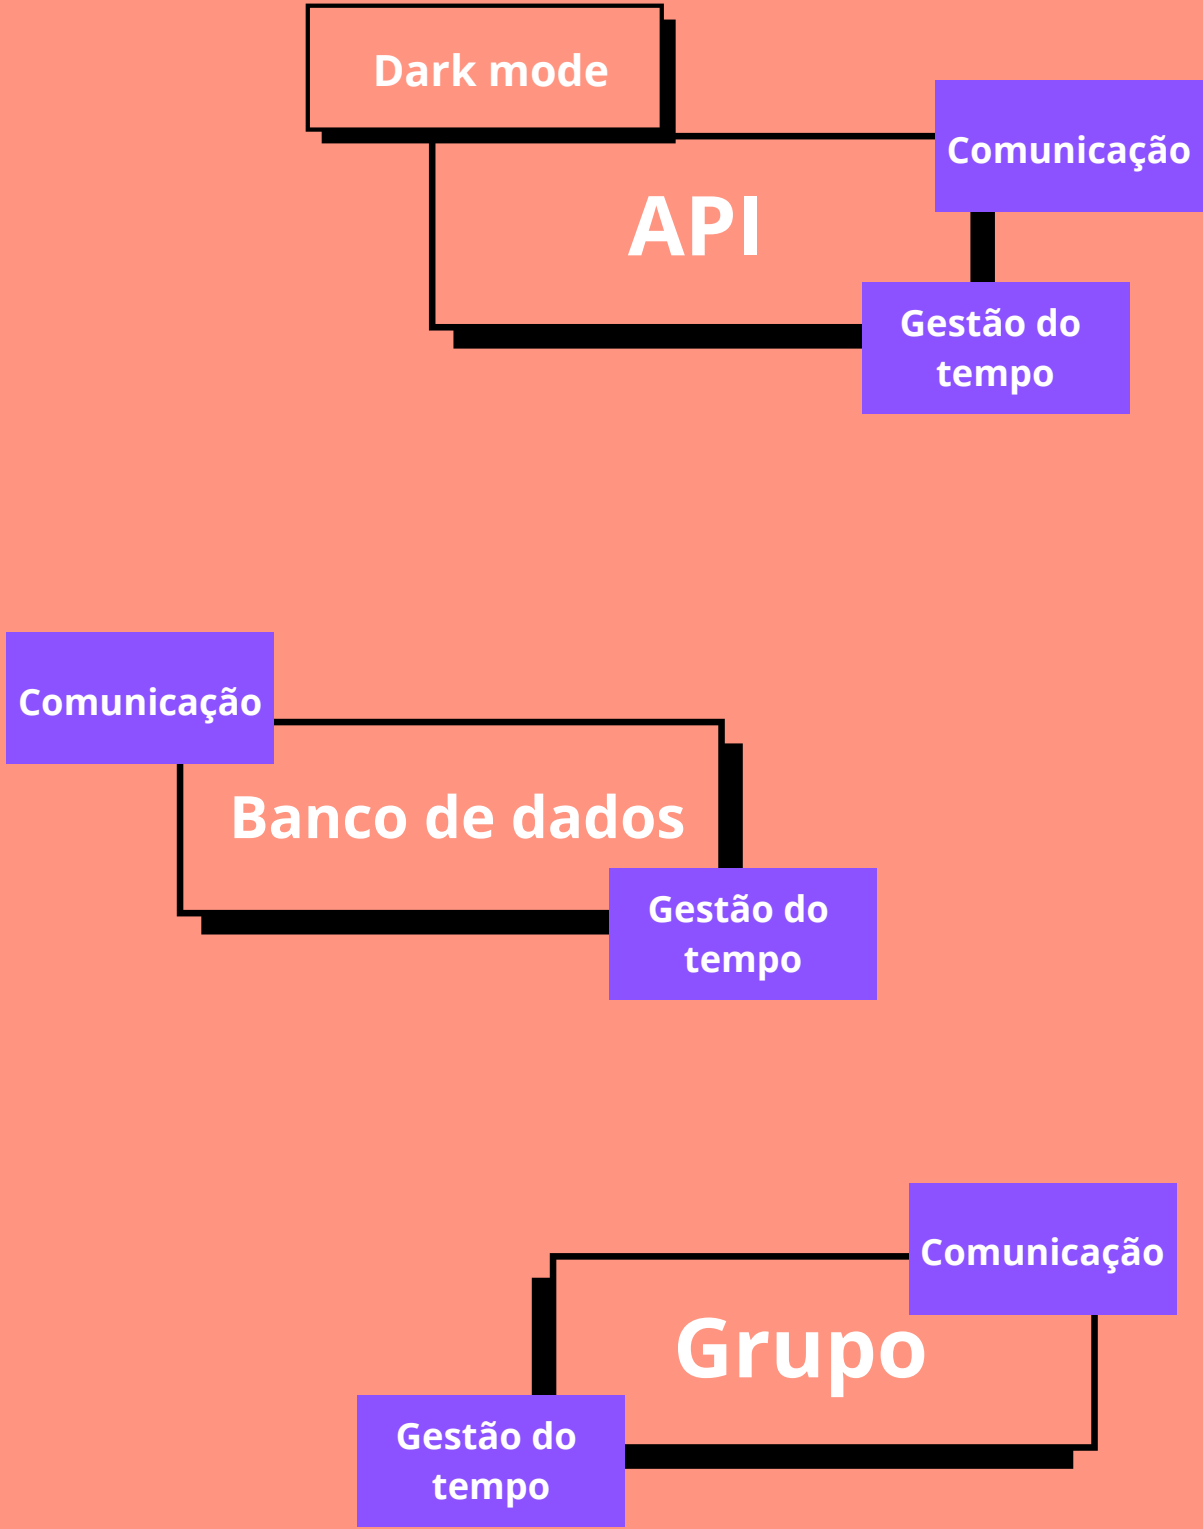 Dark mode
Comunicação
API
Gestão do
tempo
Comunicação
Banco de dados
Gestão do
tempo
Comunicação
Grupo
Gestão do
tempo